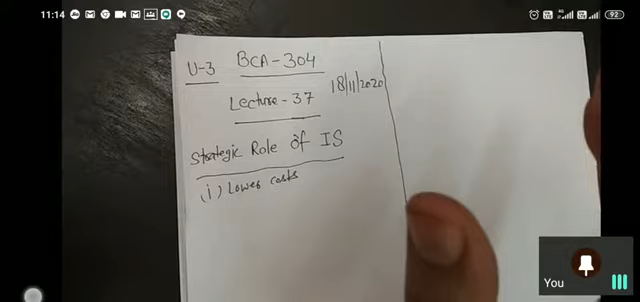 11:14
92
U-3
BCA-304
Lecture-37
18/11/2020
Strategic Role of IS
(i) Lower costs
You